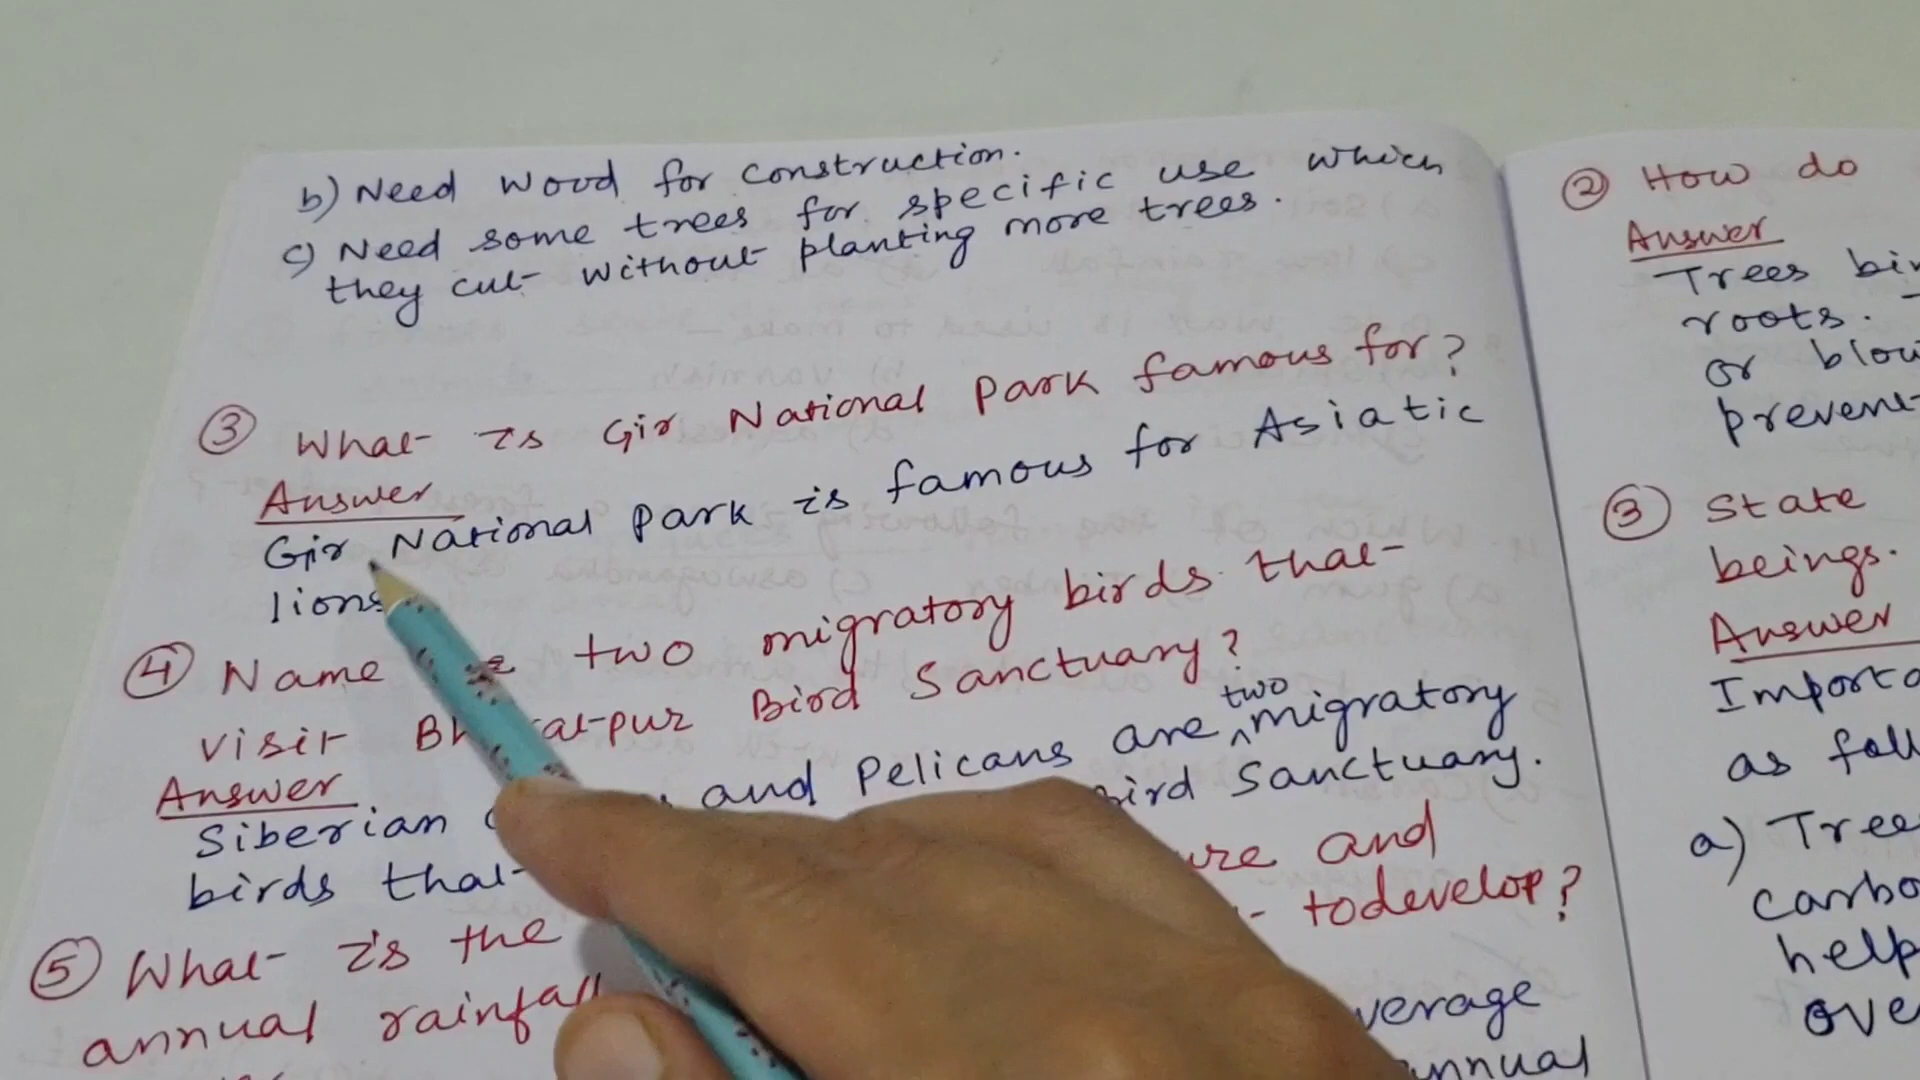 b) Need wood for construction.
c) Need some trees for specific use which
they cut without planting more trees.
③ What is Gir National Park famous for?
Answer
Gir National park is famous for Asiatic
lions
④ Name two migratory birds that
visit Bharatpur Bird Sanctuary?
Answer
Siberian and Pelicans are two migratory
birds that Bird Sanctuary.
⑤ What is the and
annual rainfall to develop?
average
annual
② How do
Answer
Trees
roots.
or
prevent
③ State
beings.
Answer
as
a)
help